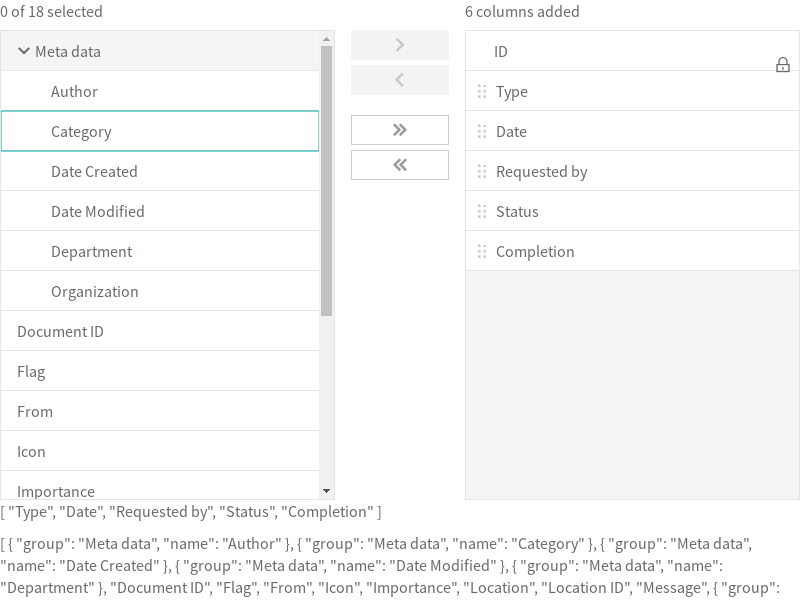 0 of 18 selected
Meta data
Author
Category
Date Created
Date Modified
Department
Organization
Document ID
Flag
From
Icon
Importance
6 columns added
ID
Type
Date
Requested by
Status
Completion
[ "Type", "Date", "Requested by", "Status", "Completion" ]
[ { "group": "Meta data", "name": "Author" }, { "group": "Meta data", "name": "Category" }, { "group": "Meta data",
"name": "Date Created" }, { "group": "Meta data", "name": "Date Modified" }, { "group": "Meta data", "name":
"Department" }, "Document ID", "Flag", "From", "Icon", "Importance", "Location", "Location ID", "Message", { "group":